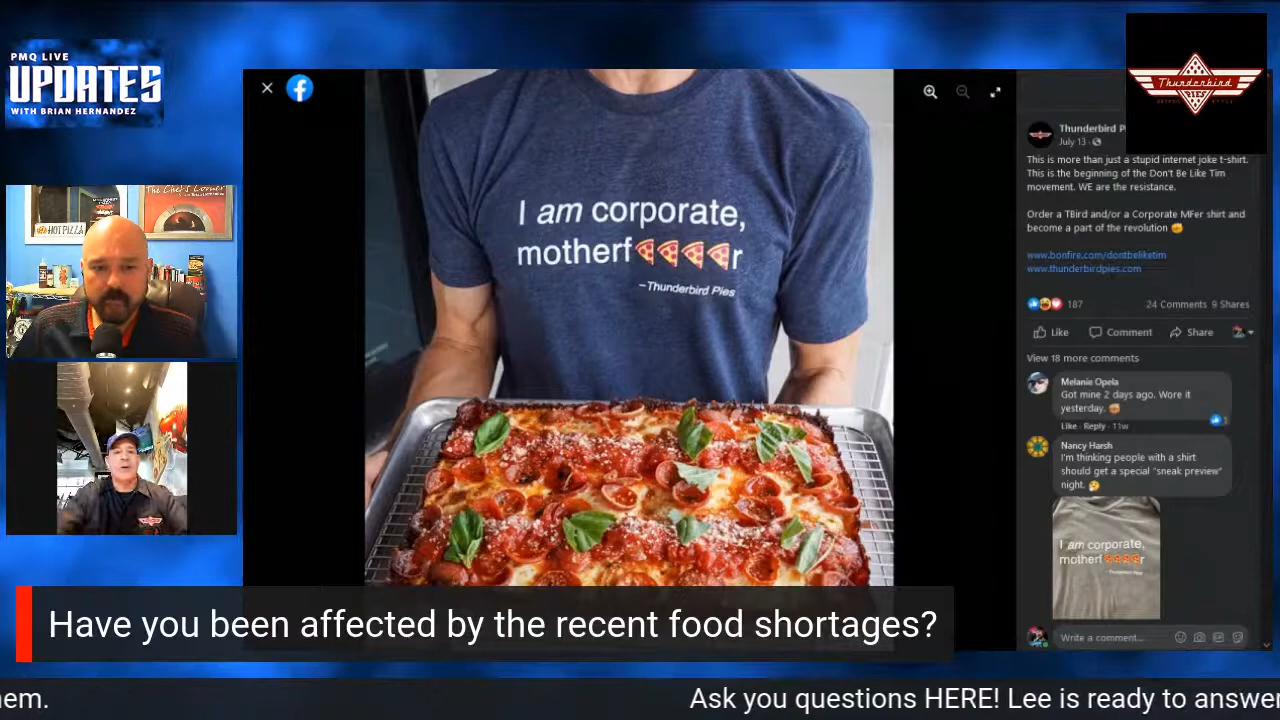 PMQ LIVE
UPDATES
WITH BRIAN HERNANDEZ
The Chef's Corner
HOT PIZZA
I am corporate,
motherf🍕🍕🍕🍕r
–Thunderbird Pies
Thunderbird
PIES
Thunderbird P
July 13
This is more than just a stupid internet joke t-shirt.
This is the beginning of the Don't Be Like Tim
movement. WE are the resistance.
Order a TBird and/or a Corporate MFer shirt and
become a part of the revolution ✊
www.bonfire.com/dontbeliketim
www.thunderbirdpies.com
187
24 Comments 9 Shares
Like Comment Share
View 18 more comments
Melanie Opela
Got mine 2 days ago. Wore it
yesterday. ✊
1
Like · Reply · 11w
Nancy Harsh
I'm thinking people with a shirt
should get a special "sneak preview"
night. 🤔
I am corporate,
motherf🍕🍕🍕🍕r
Write a comment...
Have you been affected by the recent food shortages?
hem.
Ask you questions HERE! Lee is ready to answer